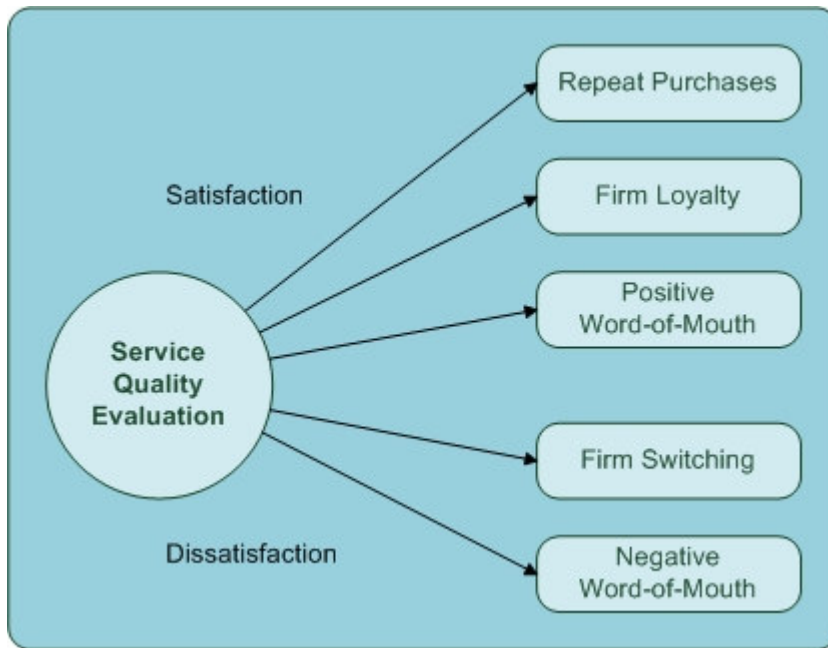 Repeat Purchases
Satisfaction
Firm Loyalty
Positive
Word-of-Mouth
Service
Quality
Evaluation
Firm Switching
Dissatisfaction
Negative
Word-of-Mouth